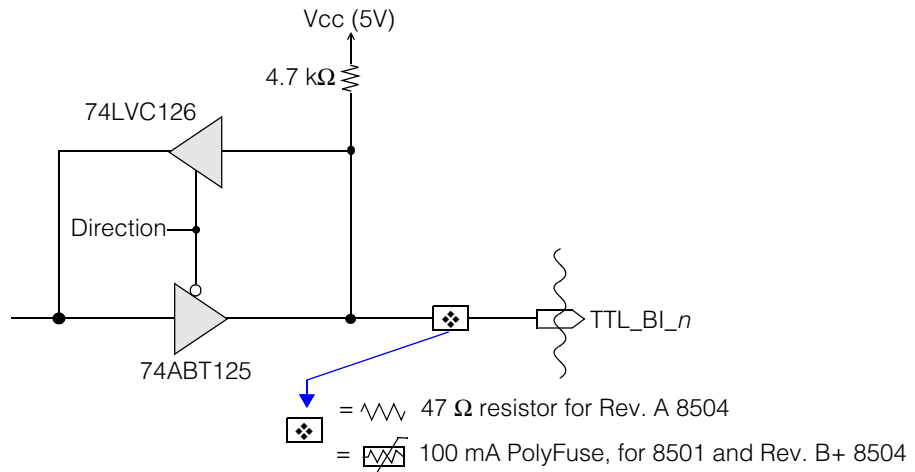 Vcc (5V)
4.7 kΩ
74LVC126
Direction
TTL_BI_n
74ABT125
= 47 Ω resistor for Rev. A 8504
= 100 mA PolyFuse, for 8501 and Rev. B+ 8504